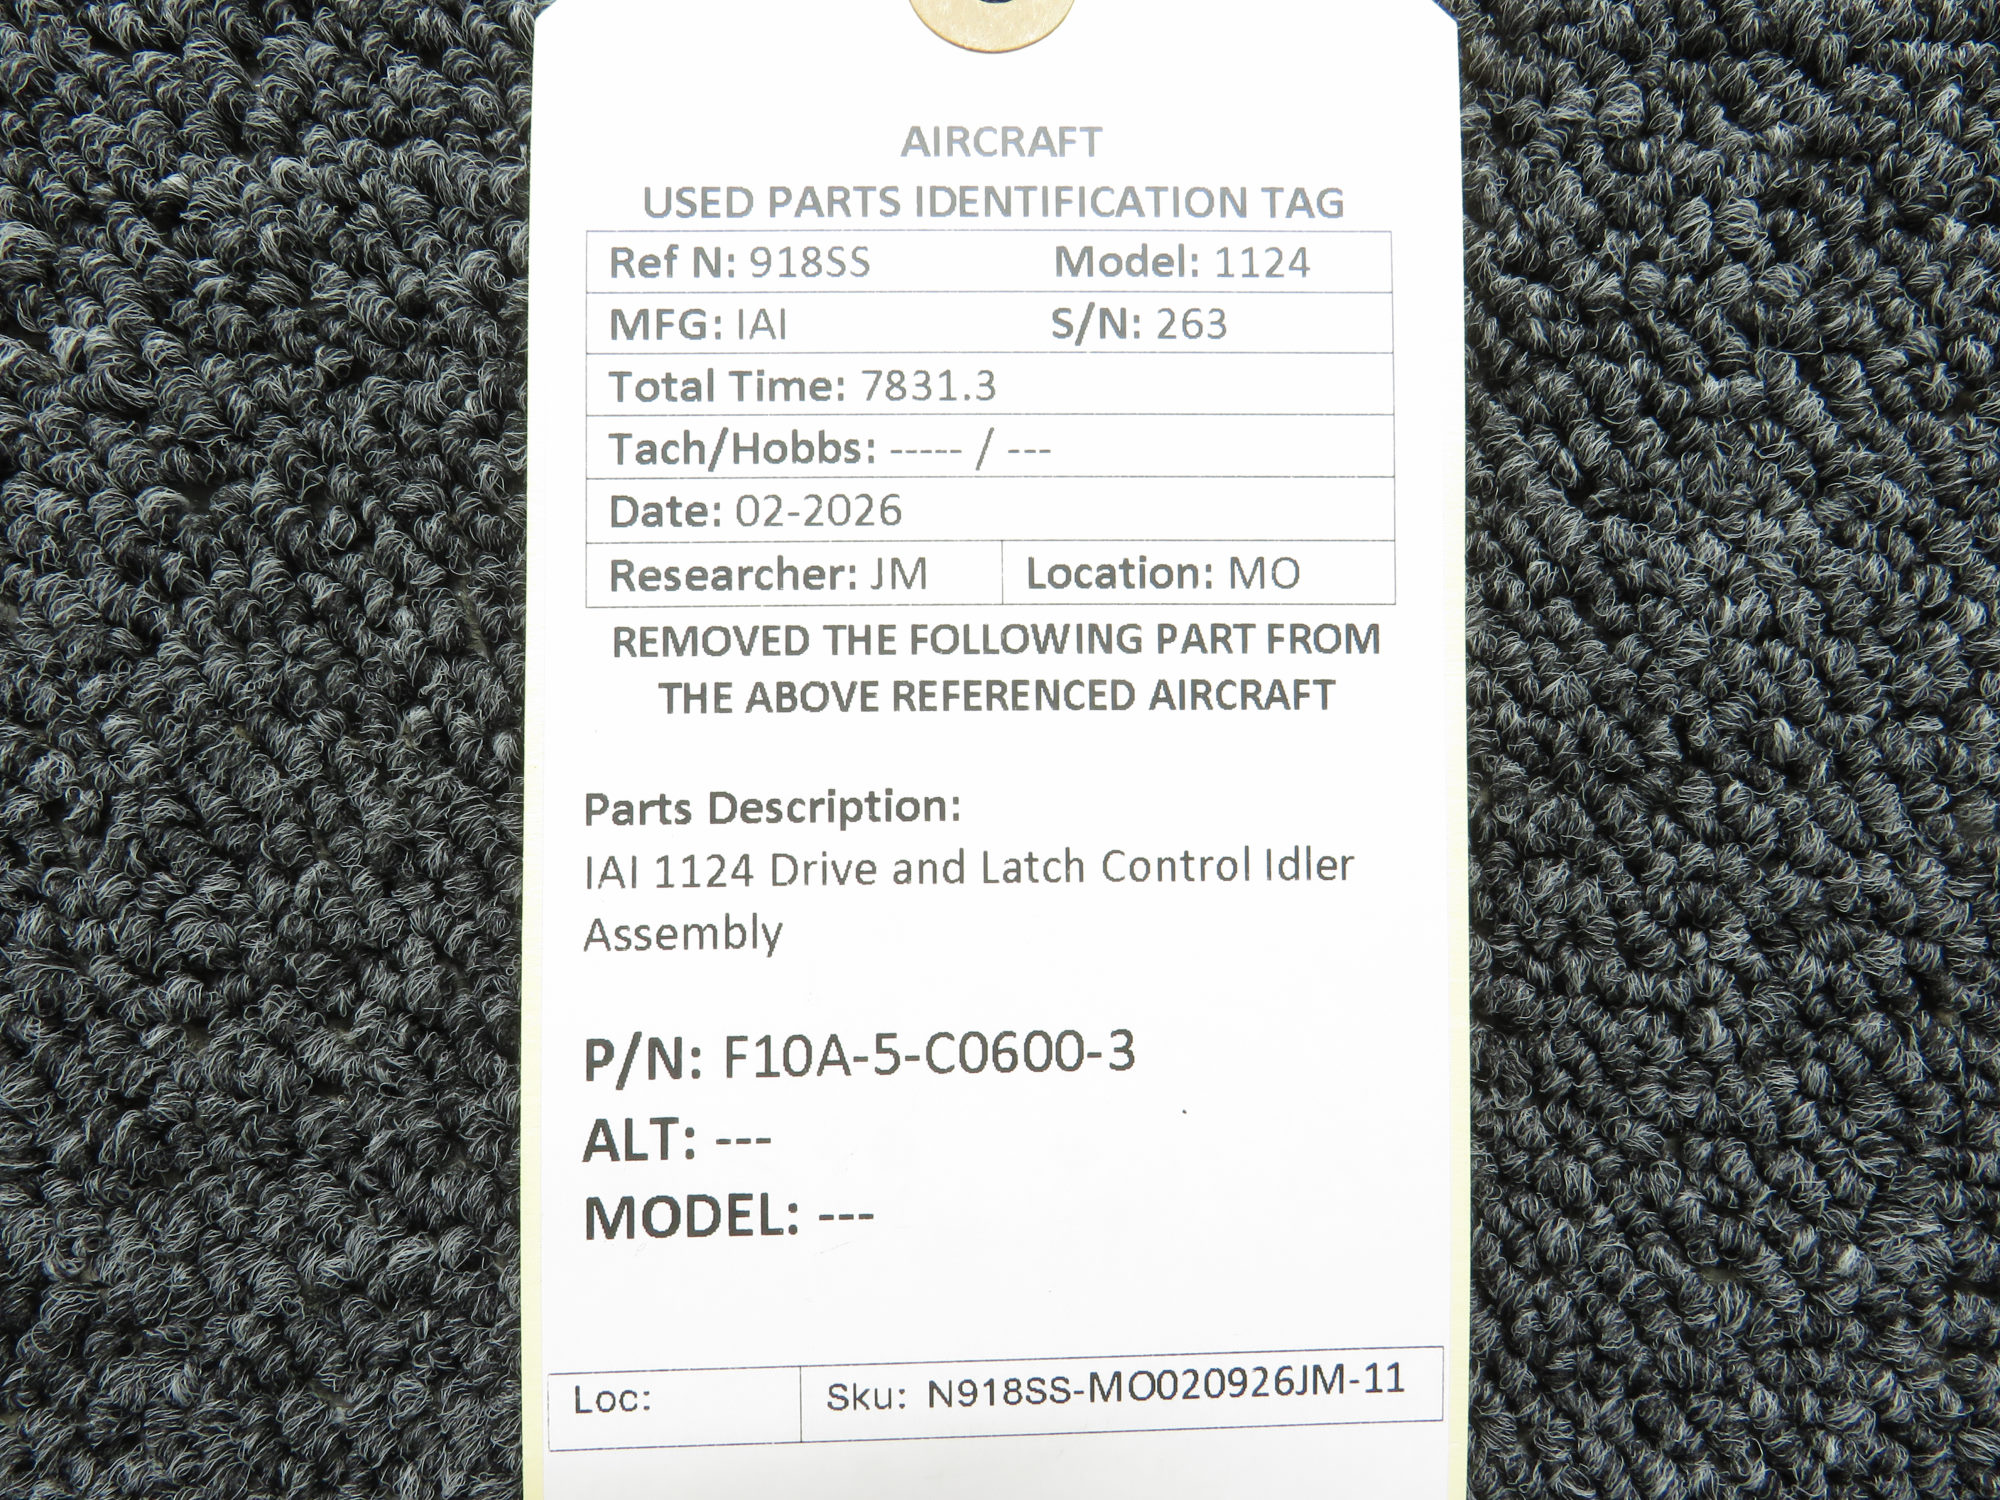 AIRCRAFT
USED PARTS IDENTIFICATION TAG
Ref N: 918SS Model: 1124
MFG: IAI S/N: 263
Total Time: 7831.3
Tach/Hobbs: ----- / ---
Date: 02-2026
Researcher: JM Location: MO
REMOVED THE FOLLOWING PART FROM
THE ABOVE REFERENCED AIRCRAFT
Parts Description:
IAI 1124 Drive and Latch Control Idler
Assembly
P/N: F10A-5-C0600-3
ALT: ---
MODEL: ---
Loc: Sku: N918SS-MO020926JM-11